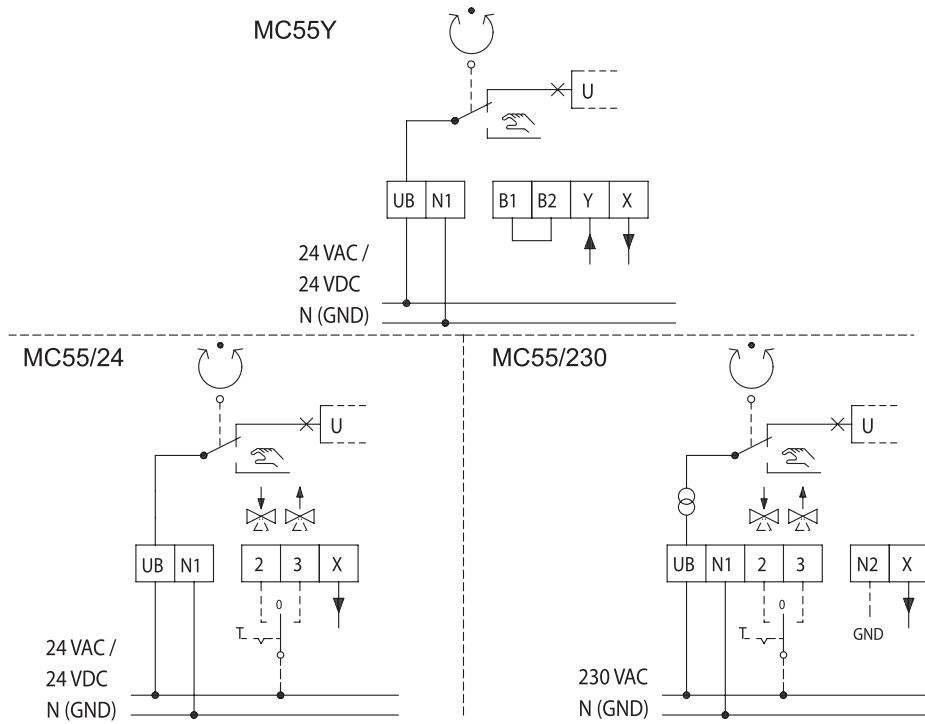 MC55Y
U
UB N1 B1 B2 Y X
24 VAC /
24 VDC
N (GND)
MC55/24
U
UB N1 2 3 X
0
T
24 VAC /
24 VDC
N (GND)
MC55/230
U
UB N1 2 3 N2 X
0
T
GND
230 VAC
N (GND)